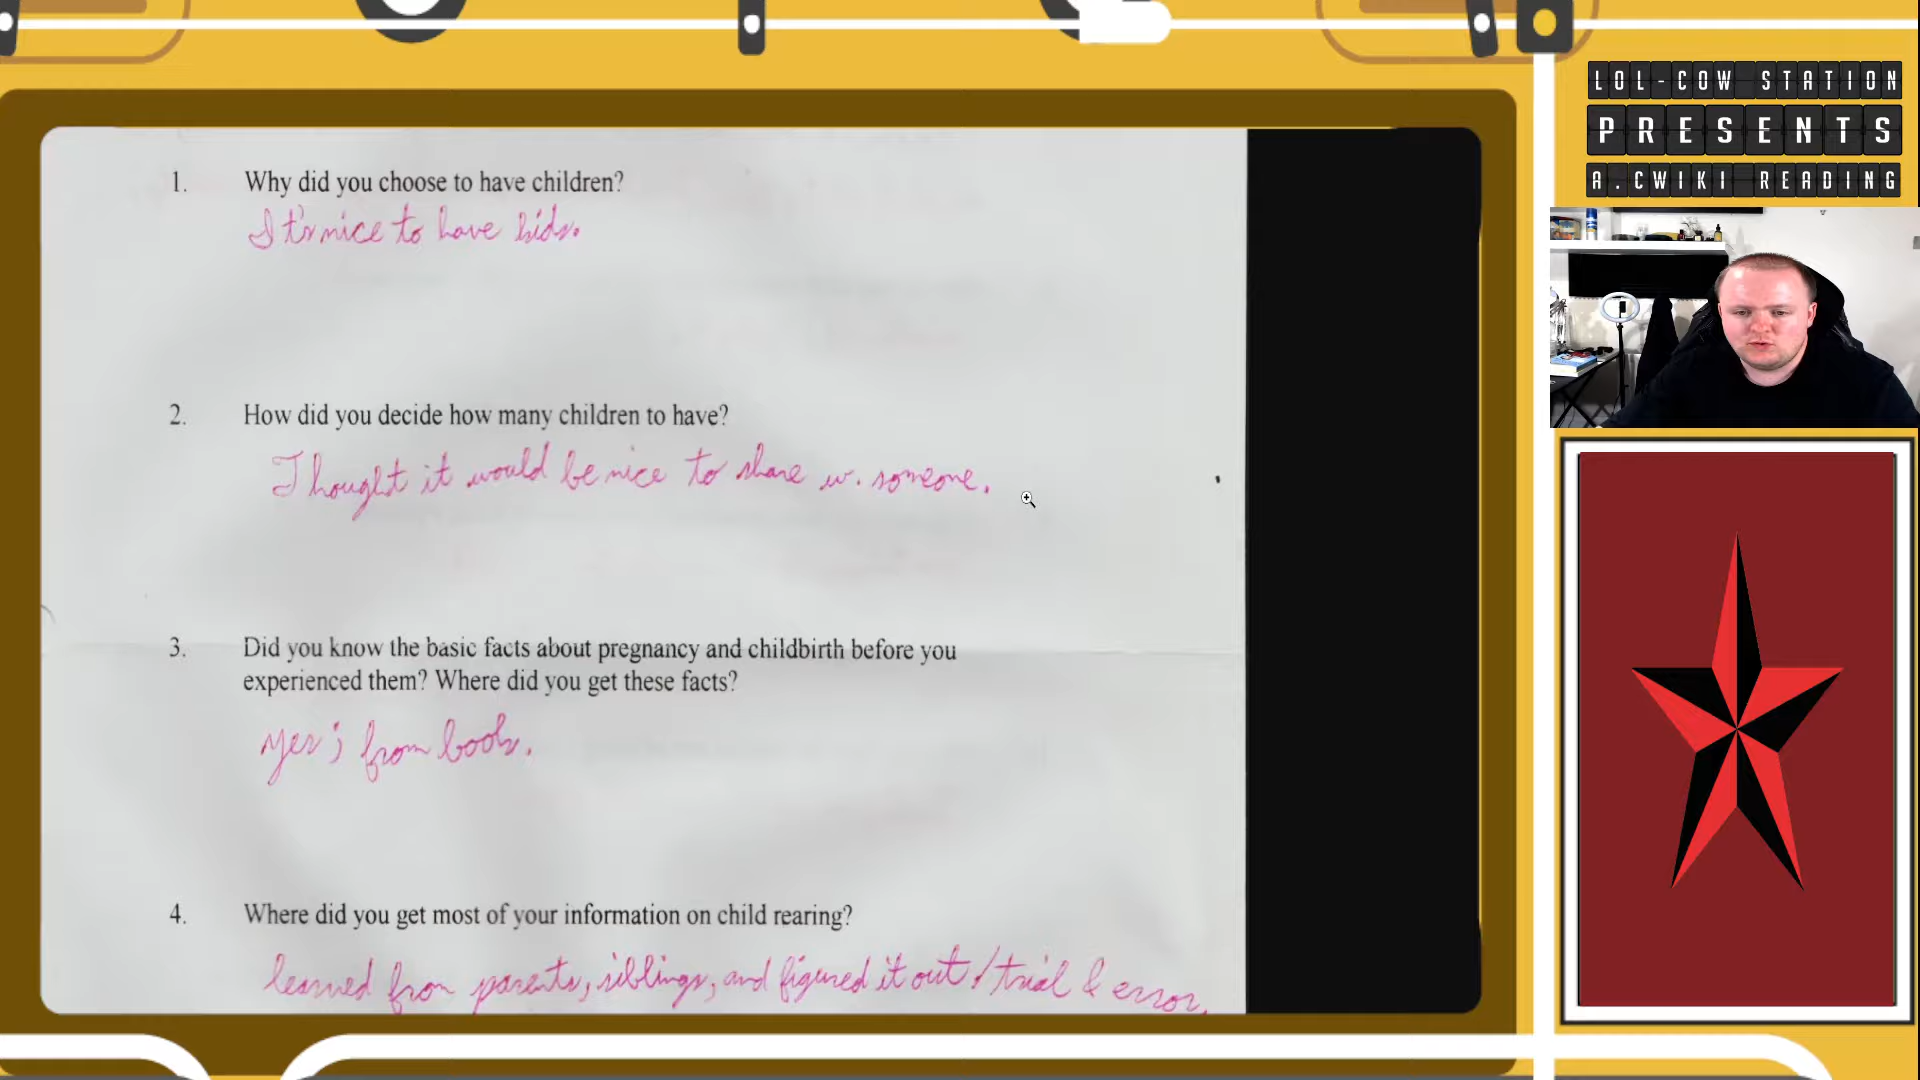 LOL-COW STATION
PRESENTS
A.CWIKI READING
1. Why did you choose to have children?
It's nice to have kids.
2. How did you decide how many children to have?
Thought it would be nice to share w. someone.
3. Did you know the basic facts about pregnancy and childbirth before you
experienced them? Where did you get these facts?
yes; from books.
4. Where did you get most of your information on child rearing?
learned from parents, siblings, and figured it out/trial & error.